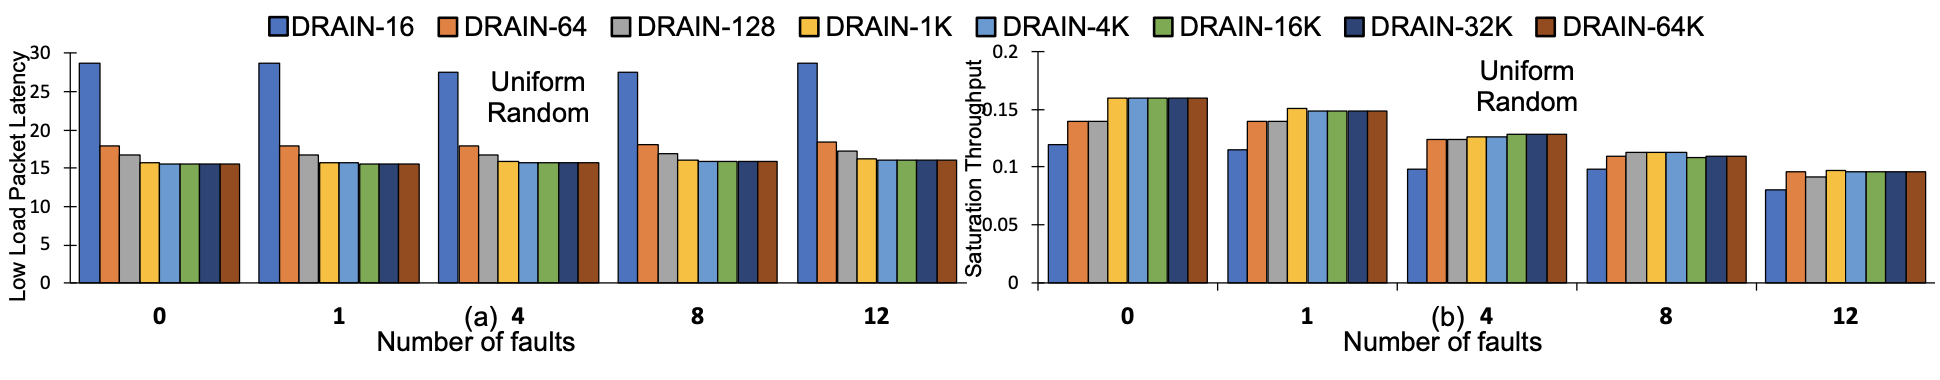 DRAIN-16 DRAIN-64 DRAIN-128 DRAIN-1K DRAIN-4K DRAIN-16K DRAIN-32K DRAIN-64K
Low Load Packet Latency
30
25
20
15
10
5
0
Uniform
Random
0 1 4 8 12
(a)
Number of faults
Saturation Throughput
0.2
0.15
0.1
0.05
0
Uniform
Random
0 1 4 8 12
(b)
Number of faults